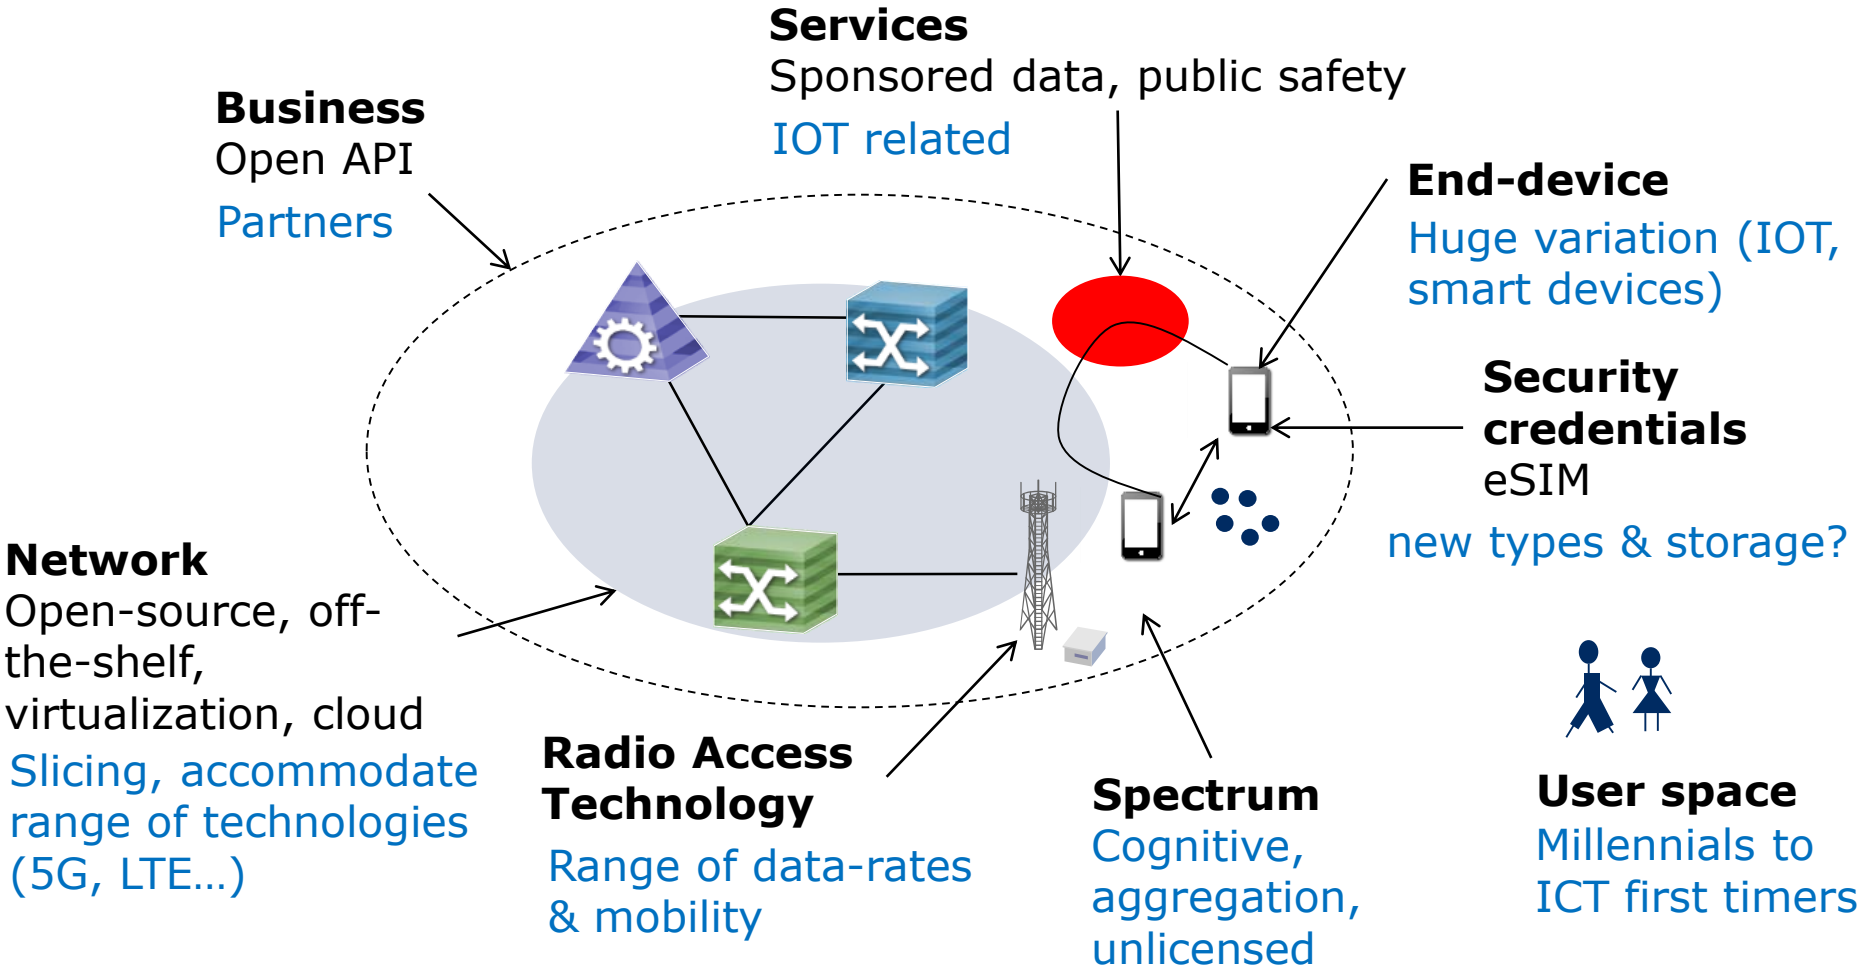 Services
Sponsored data, public safety
IOT related
Business
Open API
Partners
End-device
Huge variation (IOT,
smart devices)
Security
credentials
eSIM
new types & storage?
Network
Open-source, off-
the-shelf,
virtualization, cloud
Slicing, accommodate
range of technologies
(5G, LTE…)
Radio Access
Technology
Range of data-rates
& mobility
Spectrum
Cognitive,
aggregation,
unlicensed
User space
Millennials to
ICT first timers